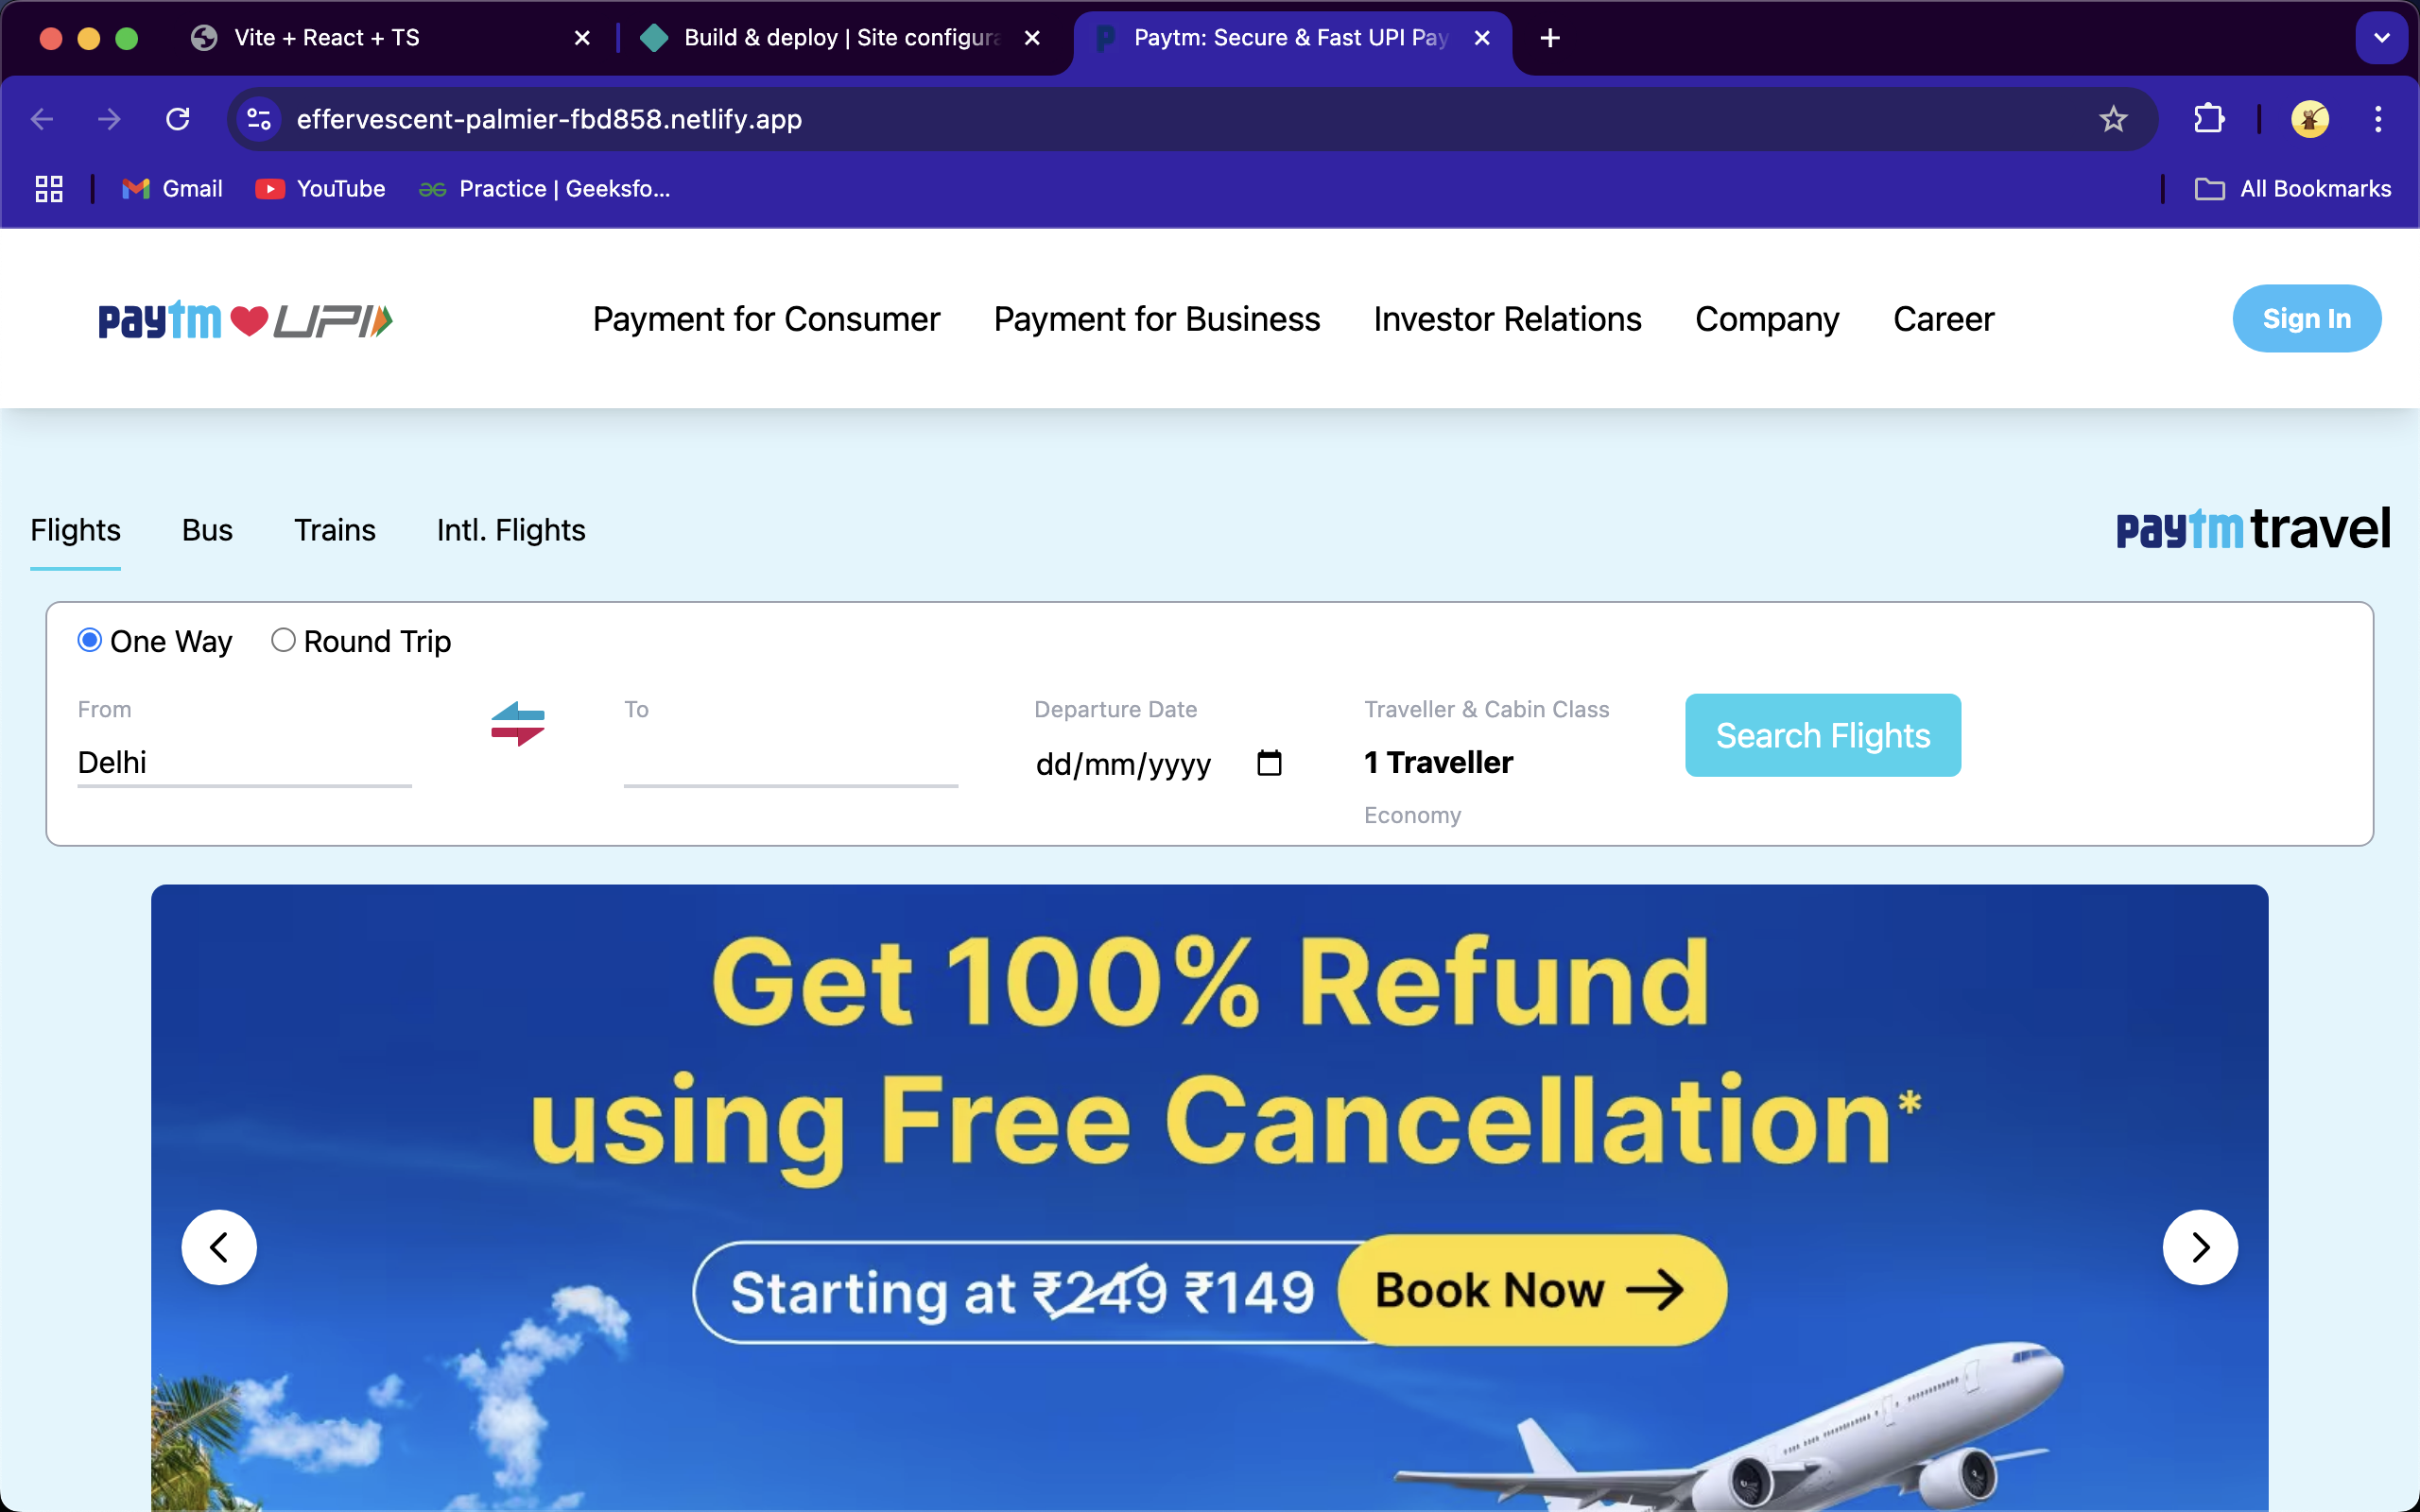 Vite + React + TS
Build & deploy | Site configura
Paytm: Secure & Fast UPI Pay
effervescent-palmier-fbd858.netlify.app
Gmail
YouTube
Practice | Geeksfo...
All Bookmarks
paytm UPI
Payment for Consumer
Payment for Business
Investor Relations
Company
Career
Sign In
Flights
Bus
Trains
Intl. Flights
paytm travel
One Way
Round Trip
From
To
Departure Date
Traveller & Cabin Class
Search Flights
Delhi
dd/mm/yyyy
1 Traveller
Economy
Get 100% Refund
using Free Cancellation*
Starting at ₹249 ₹149
Book Now →